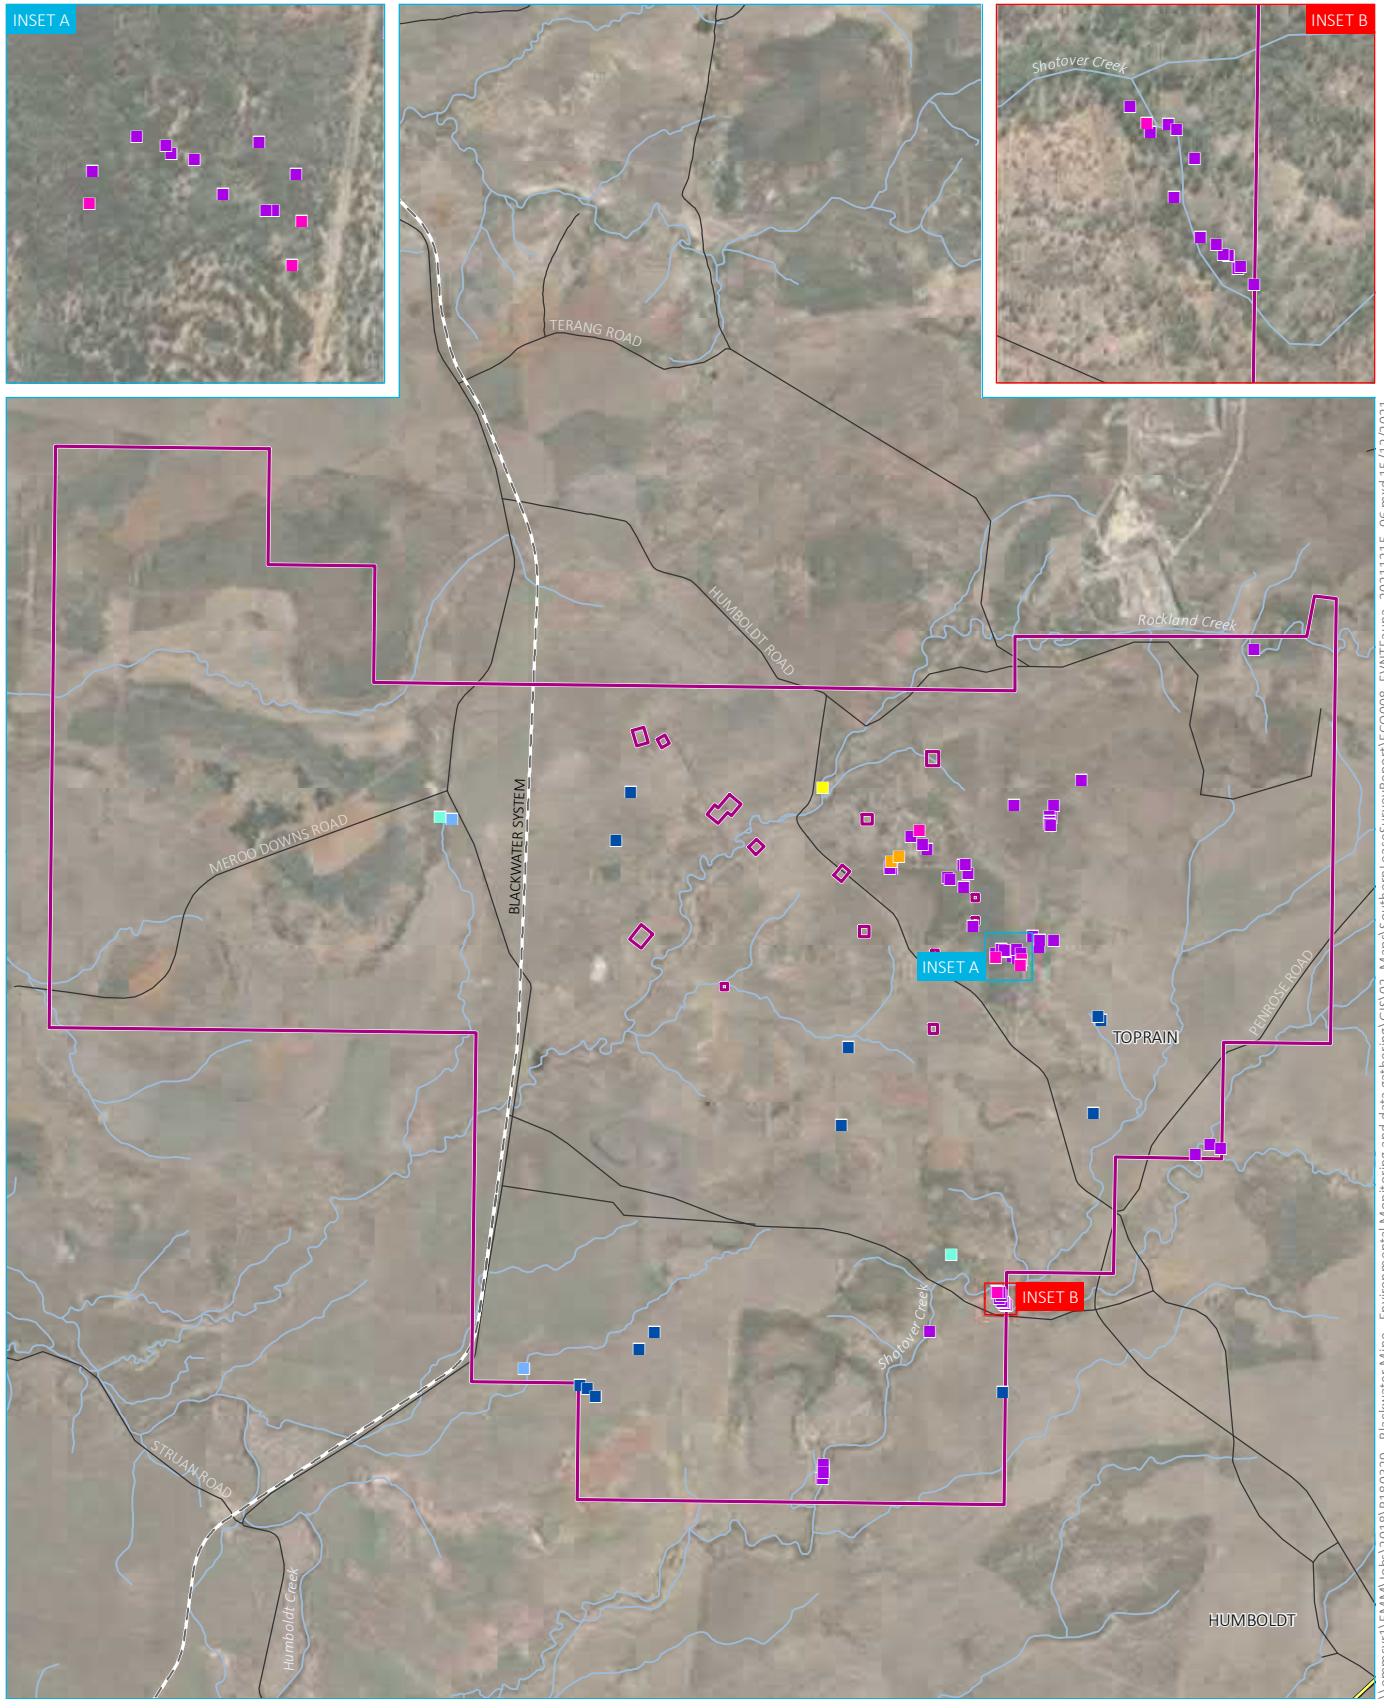 INSET A
INSET B
Shotover Creek
TERANG ROAD
HUMBOLDT ROAD
Rockland Creek
BLACKWATER SYSTEM
MEROO DOWNS ROAD
INSET A
PENROSE ROAD
TOPRAIN
INSET B
Shotover Creek
STRUAN ROAD
Humboldt Creek
HUMBOLDT